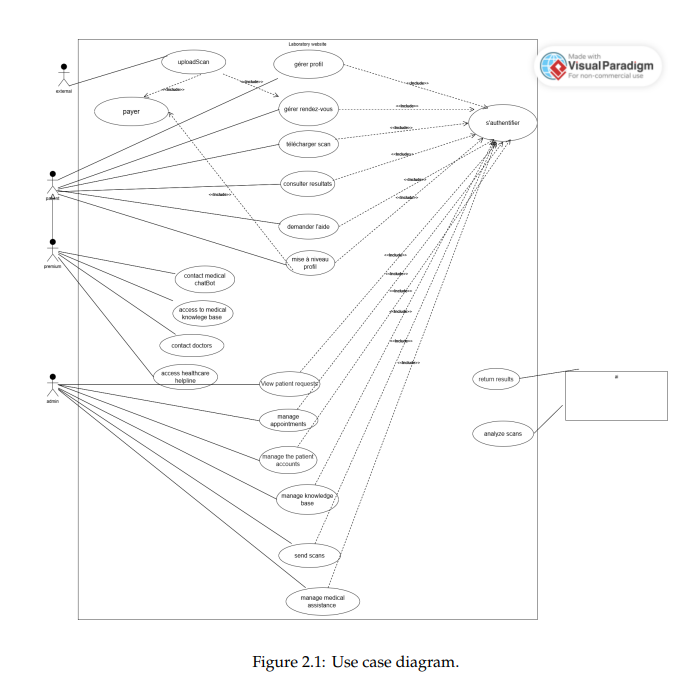 Laboratory website
Made with
VisualParadigm
For non-commercial use
uploadScan
gérer profil
external
<<Include>>
<<Include>>
<<Include>>
payer
gérer rendez-vous
<<Include>>
s'authentifier
télécharger scan
<<Include>>
<<Include>>
patient
consulter resultats
<<Include>>
<<Include>>
demander l'aide
<<Include>>
mise à niveau
profil
premium
<<Include>>
contact medical
chatBot
<<Include>>
<<Include>>
access to medical
knowlege base
<<Include>>
contact doctors
<<Include>>
<<Include>>
access healthcare
helpline
admin
View patient requests
return results
manage
appointments
analyze scans
manage the patient
accounts
manage knowledge
base
send scans
manage medical
assistance
Figure 2.1: Use case diagram.